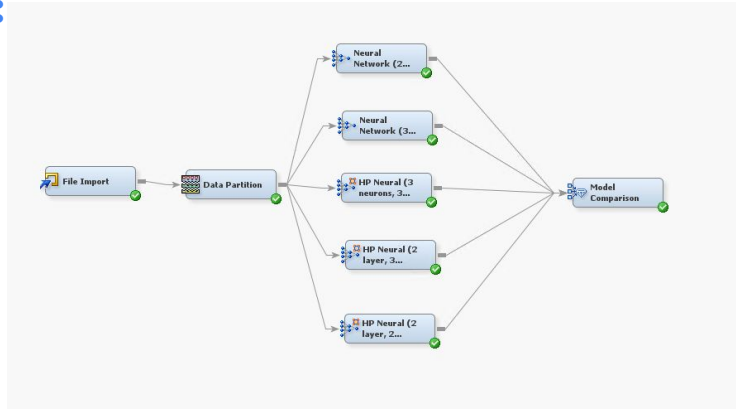 Neural
Network (2...
Neural
Network (3...
File Import
Data Partition
HP Neural (3
neurons, 3...
Model
Comparison
HP Neural (2
layer, 3...
HP Neural (2
layer, 2...